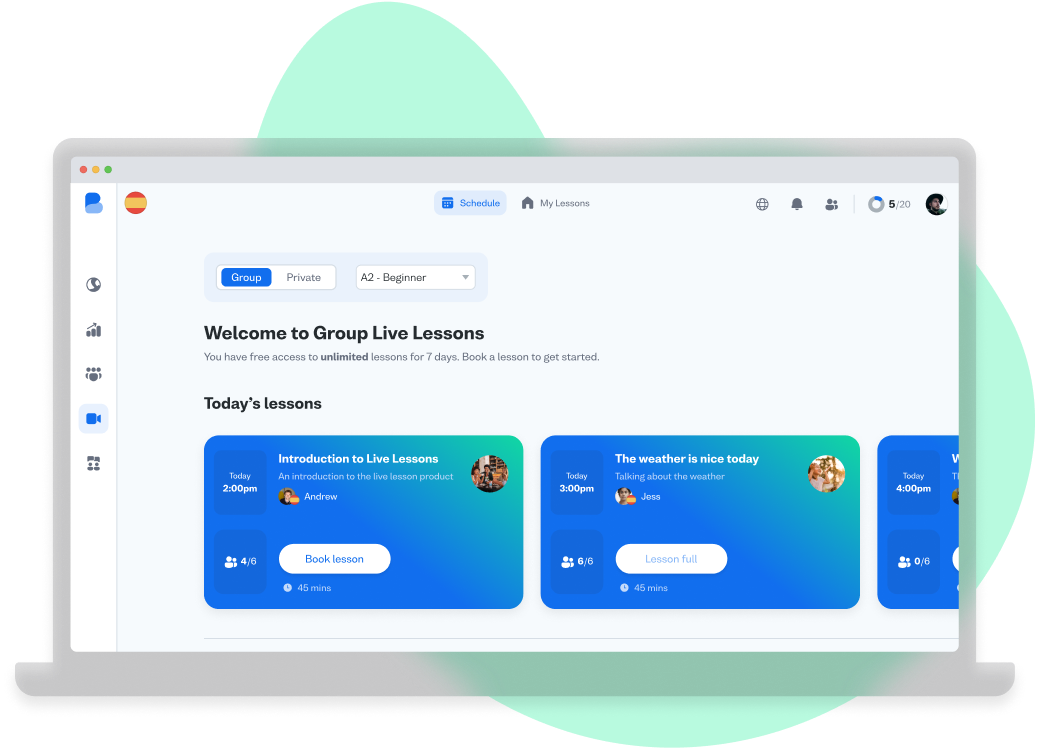 Schedule
My Lessons
5/20
Group
Private
A2 - Beginner
Welcome to Group Live Lessons
You have free access to unlimited lessons for 7 days. Book a lesson to get started.
Today’s lessons
Today
2:00pm
Introduction to Live Lessons
An introduction to the live lesson product
Andrew
4/6
Book lesson
45 mins
Today
3:00pm
The weather is nice today
Talking about the weather
Jess
6/6
Lesson full
45 mins
Today
4:00pm
0/6